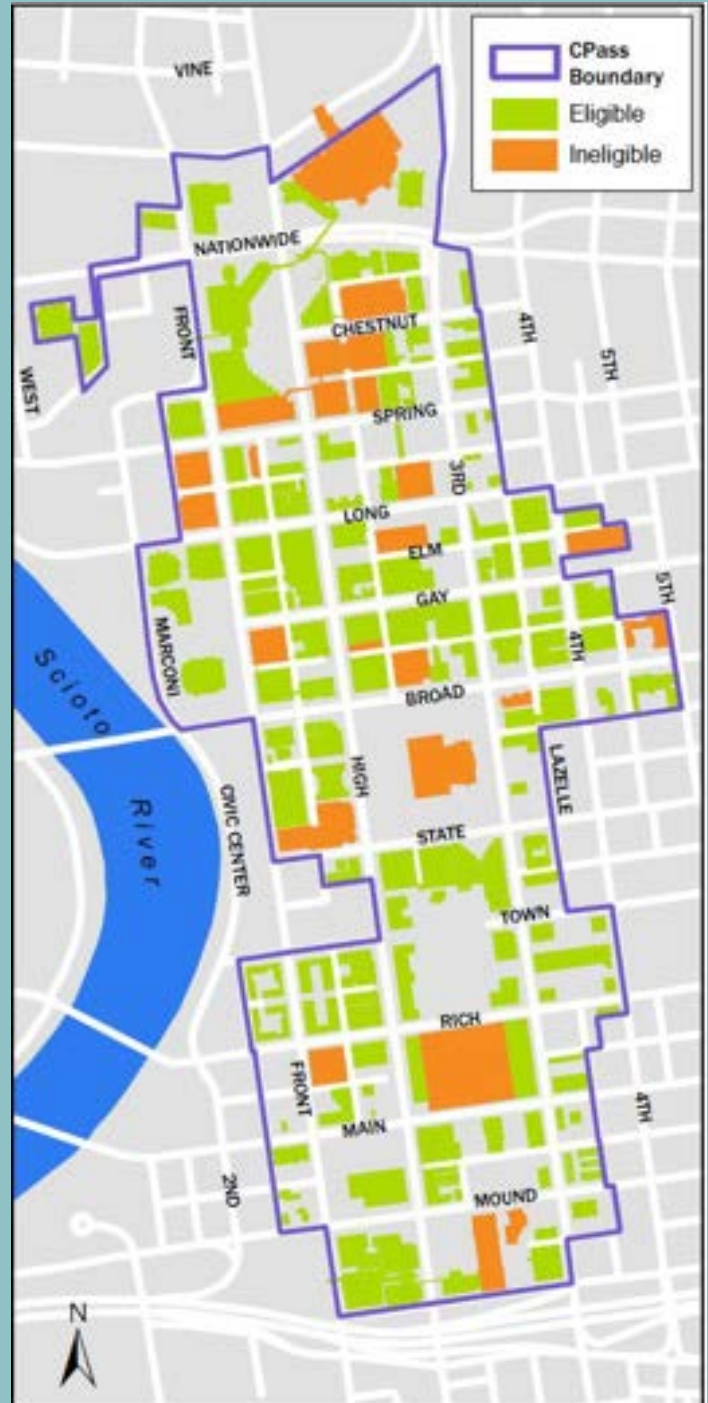 CPass
Boundary
Eligible
Ineligible
VINE
NATIONWIDE
FRONT
WEST
CHESTNUT
4TH
5TH
SPRING
3RD
LONG
ELM
GAY
5TH
MARCONI
4TH
BROAD
Scioto
River
HIGH
LAZELLE
CIVIC CENTER
STATE
TOWN
RICH
FRONT
4TH
MAIN
2ND
MOUND
N